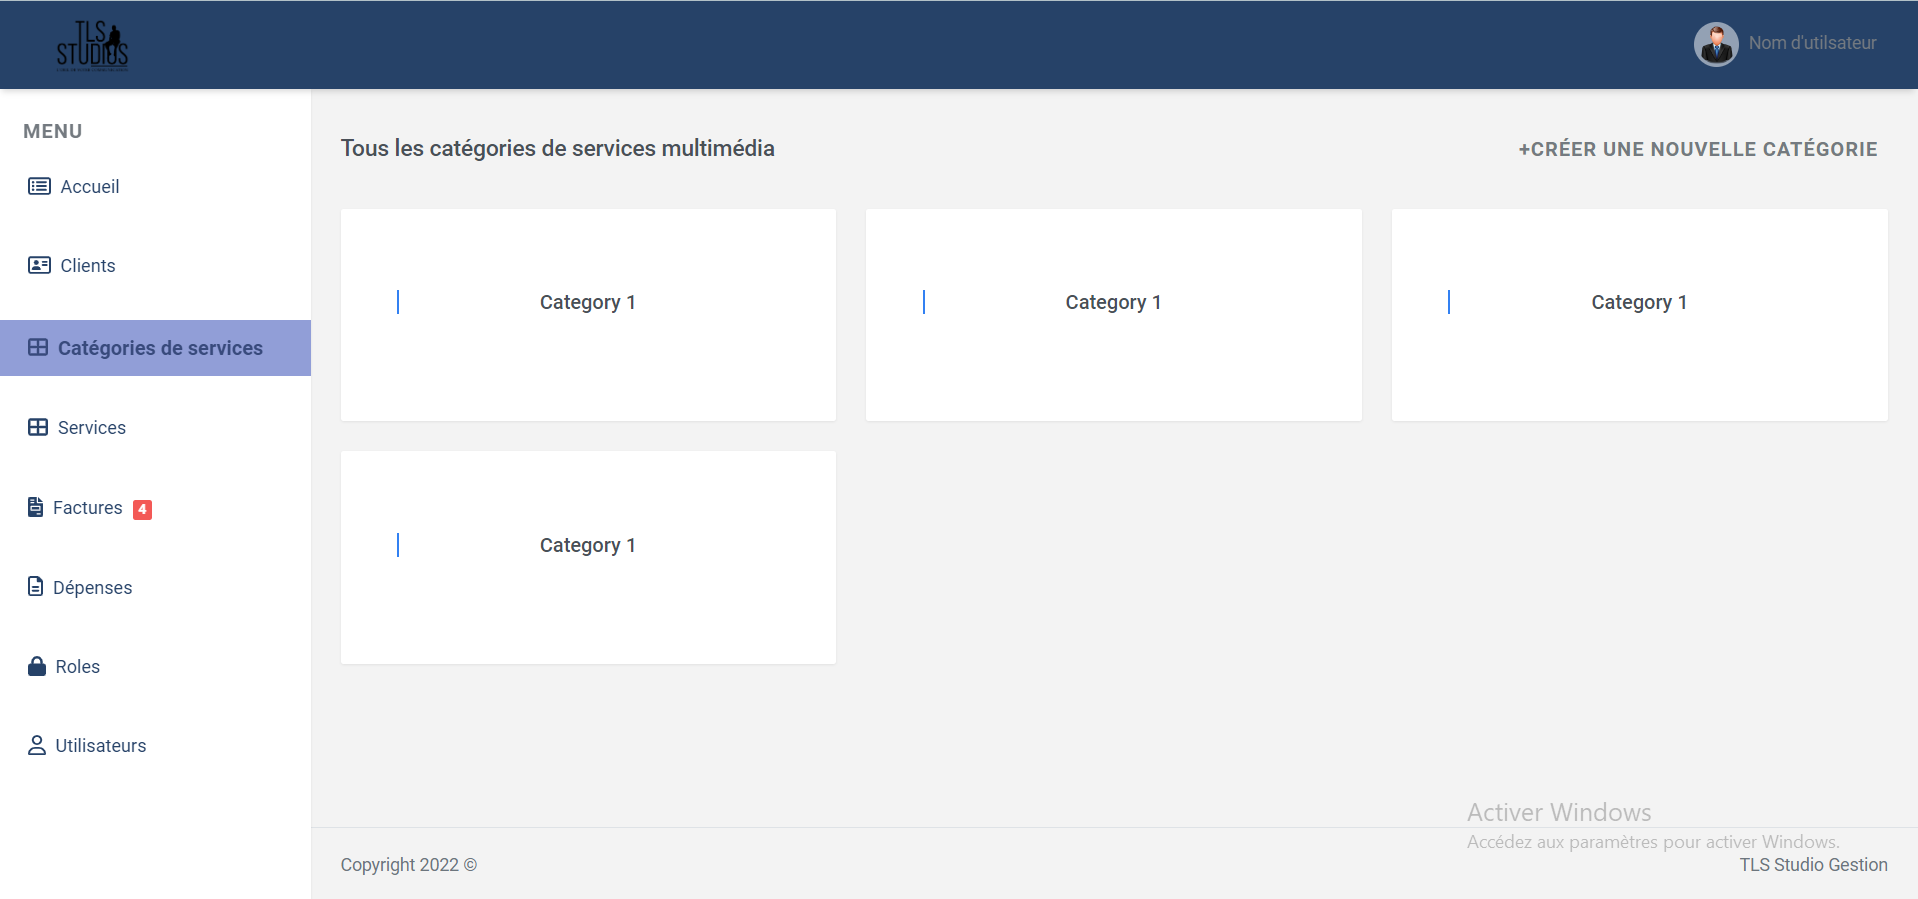 TLS
STUDIOS
Nom d'utilsateur
MENU
Accueil
Clients
Catégories de services
Services
Factures 4
Dépenses
Roles
Utilisateurs
Tous les catégories de services multimédia
+CRÉER UNE NOUVELLE CATÉGORIE
Category 1
Category 1
Category 1
Category 1
Activer Windows
Accédez aux paramètres pour activer Windows.
Copyright 2022 ©
TLS Studio Gestion